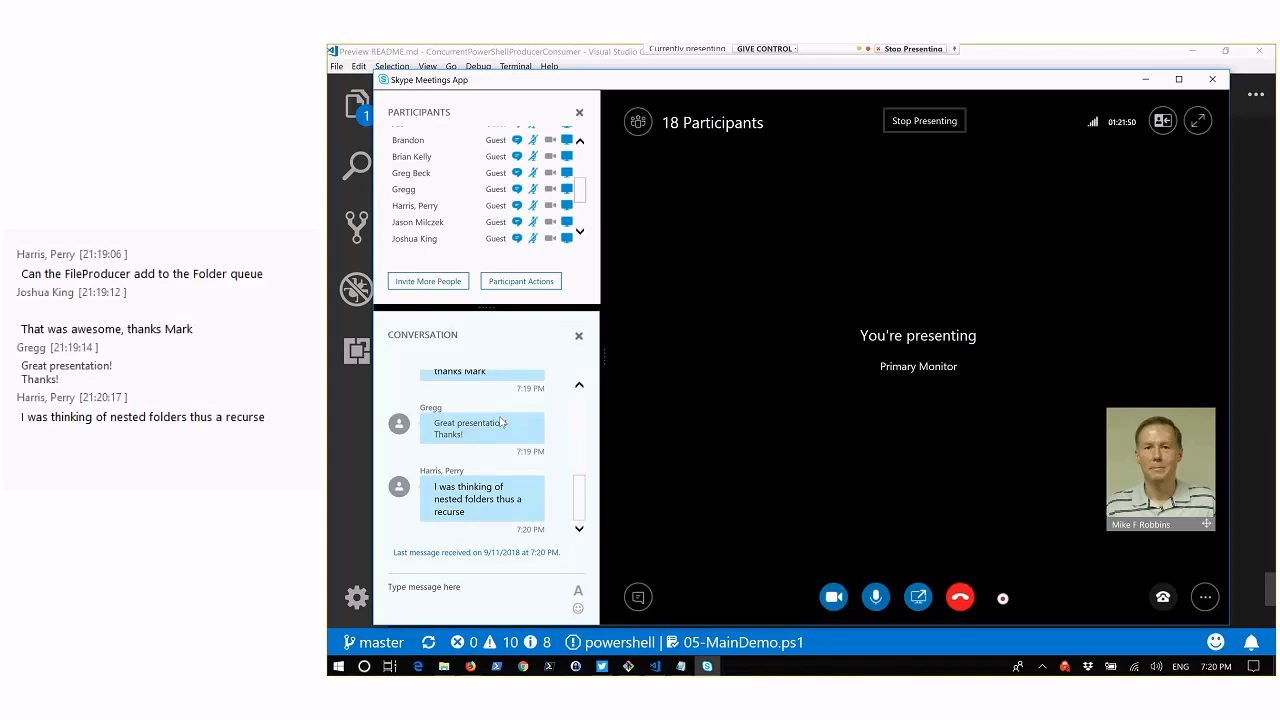 Harris, Perry [21:19:06 ]
Can the FileProducer add to the Folder queue
Joshua King [21:19:12 ]
That was awesome, thanks Mark
Gregg [21:19:14 ]
Great presentation!
Thanks!
Harris, Perry [21:20:17 ]
I was thinking of nested folders thus a recurse
Preview README.md - ConcurrentPowerShellProducerConsumer - Visual Studio
Currently presenting
GIVE CONTROL
Stop Presenting
File Edit Selection View Go Debug Terminal Help
1
Skype Meetings App
PARTICIPANTS
Brandon Guest
Brian Kelly Guest
Greg Beck Guest
Gregg Guest
Harris, Perry Guest
Jason Milczek Guest
Joshua King Guest
Invite More People Participant Actions
CONVERSATION
thanks Mark
7:19 PM
Gregg
Great presentation
Thanks!
7:19 PM
Harris, Perry
I was thinking of
nested folders thus a
recurse
7:20 PM
Last message received on 9/11/2018 at 7:20 PM.
Type message here
A
18 Participants
Stop Presenting
01:21:50
You're presenting
Primary Monitor
Mike F Robbins
master 0 10 8 powershell | 05-MainDemo.ps1
ENG 7:20 PM